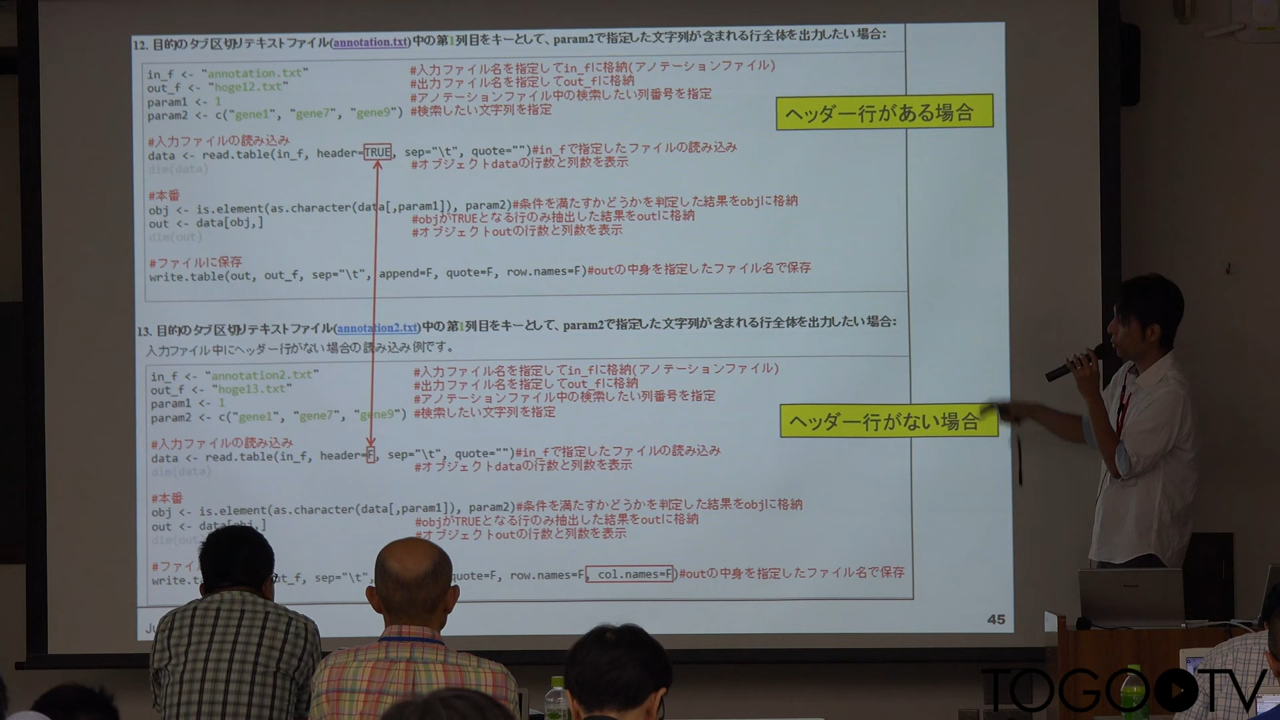 12. 目的のタブ区切りテキストファイル(annotation.txt)中の第1列目をキーとして、param2で指定した文字列が含まれる行全体を出力したい場合:
in_f <- "annotation.txt" #入力ファイル名を指定してin_fに格納(アノテーションファイル)
out_f <- "hoge12.txt" #出力ファイル名を指定してout_fに格納
param1 <- 1 #アノテーションファイル中の検索したい列番号を指定
param2 <- c("gene1", "gene7", "gene9") #検索したい文字列を指定
ヘッダー行がある場合
#入力ファイルの読み込み
data <- read.table(in_f, header=TRUE, sep="\t", quote="")#in_fで指定したファイルの読み込み
dim(data) #オブジェクトdataの行数と列数を表示
#本番
obj <- is.element(as.character(data[,param1]), param2)#条件を満たすかどうかを判定した結果をobjに格納
out <- data[obj,] #objがTRUEとなる行のみ抽出した結果をoutに格納
dim(out) #オブジェクトoutの行数と列数を表示
#ファイルに保存
write.table(out, out_f, sep="\t", append=F, quote=F, row.names=F)#outの中身を指定したファイル名で保存
13. 目的のタブ区切りテキストファイル(annotation2.txt)中の第1列目をキーとして、param2で指定した文字列が含まれる行全体を出力したい場合:
入力ファイル中にヘッダー行がない場合の読み込み例です。
in_f <- "annotation2.txt" #入力ファイル名を指定してin_fに格納(アノテーションファイル)
out_f <- "hoge13.txt" #出力ファイル名を指定してout_fに格納
param1 <- 1 #アノテーションファイル中の検索したい列番号を指定
param2 <- c("gene1", "gene7", "gene9") #検索したい文字列を指定
ヘッダー行がない場合
#入力ファイルの読み込み
data <- read.table(in_f, header=F, sep="\t", quote="")#in_fで指定したファイルの読み込み
dim(data) #オブジェクトdataの行数と列数を表示
#本番
obj <- is.element(as.character(data[,param1]), param2)#条件を満たすかどうかを判定した結果をobjに格納
out <- data[obj,] #objがTRUEとなる行のみ抽出した結果をoutに格納
dim(out #オブジェクトoutの行数と列数を表示
#ファイ
write.t ut_f, sep="\t", quote=F, row.names=F, col.names=F)#outの中身を指定したファイル名で保存
45
TOGOTV